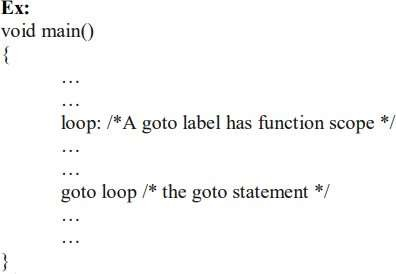 Ex:
void main()
{
…
…
loop: /*A goto label has function scope */
…
…
goto loop /* the goto statement */
…
…
}